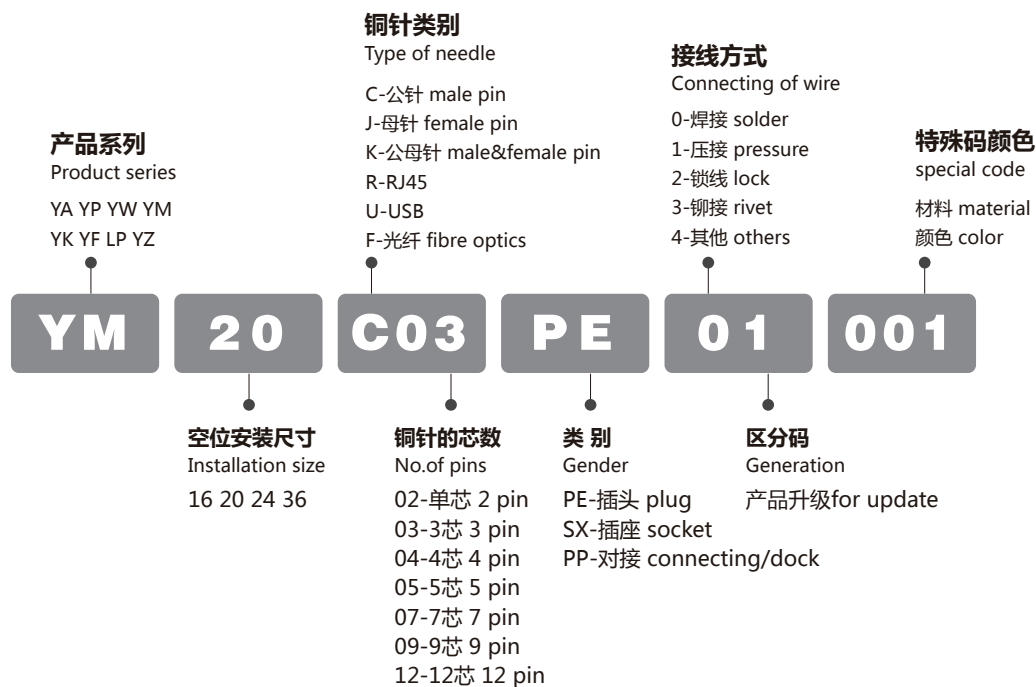 铜针类别
Type of needle
C-公针 male pin
J-母针 female pin
K-公母针 male&female pin
R-RJ45
U-USB
F-光纤 fibre optics
接线方式
Connecting of wire
0-焊接 solder
1-压接 pressure
2-锁线 lock
3-铆接 rivet
4-其他 others
产品系列
Product series
YA YP YW YM
YK YF LP YZ
特殊码颜色
special code
材料 material
颜色 color
YM 20 C03 PE 01 001
空位安装尺寸
Installation size
16 20 24 36
铜针的芯数
No.of pins
02-单芯 2 pin
03-3芯 3 pin
04-4芯 4 pin
05-5芯 5 pin
07-7芯 7 pin
09-9芯 9 pin
12-12芯 12 pin
类 别
Gender
PE-插头 plug
SX-插座 socket
PP-对接 connecting/dock
区分码
Generation
产品升级for update